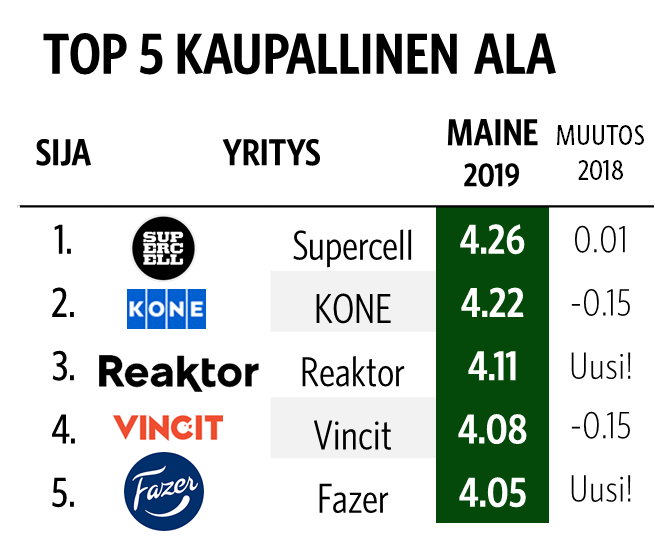 TOP 5 KAUPALLINEN ALA
SIJA YRITYS MAINE 2019 MUUTOS 2018
1. SUP ERC ELL Supercell 4.26 0.01
2. KONE KONE 4.22 -0.15
3. Reaktor Reaktor 4.11 Uusi!
4. VINCIT Vincit 4.08 -0.15
5. Fazer Fazer 4.05 Uusi!